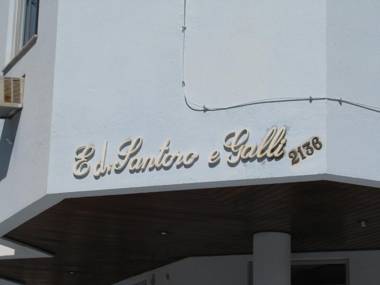 Ed. Santoro e Galli 2136